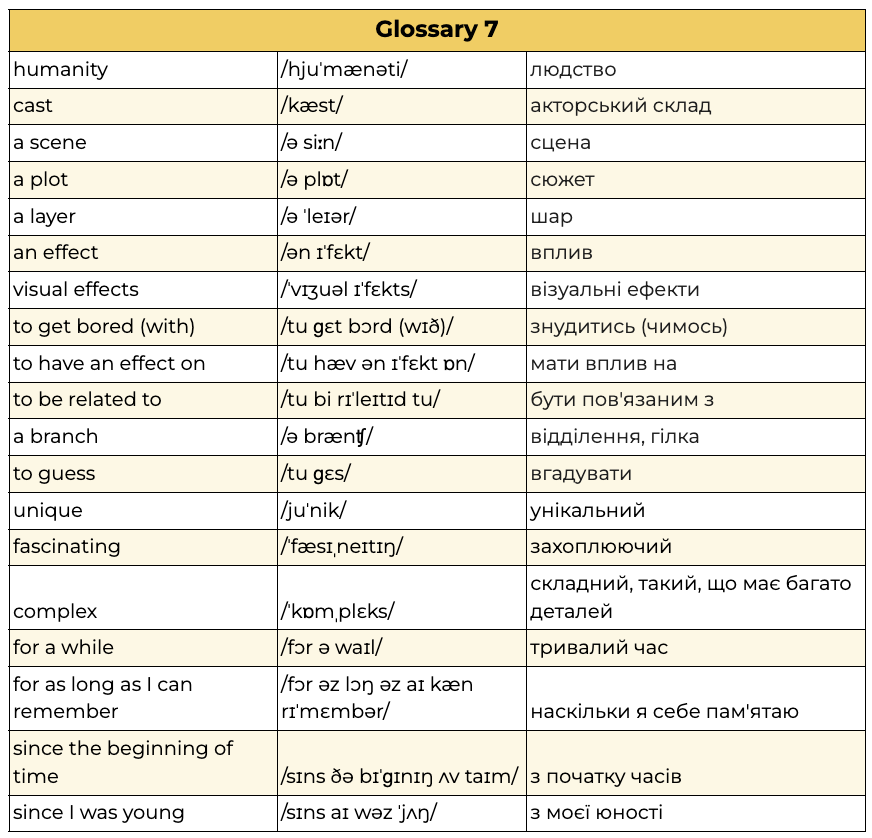 Glossary 7
humanity /hjuˈmænəti/ людство
cast /kæst/ акторський склад
a scene /ə siːn/ сцена
a plot /ə plɒt/ сюжет
a layer /ə ˈleɪər/ шар
an effect /ən ɪˈfɛkt/ вплив
visual effects /ˈvɪʒuəl ɪˈfɛkts/ візуальні ефекти
to get bored (with) /tu gɛt bɔrd (wɪð)/ знудитись (чимось)
to have an effect on /tu hæv ən ɪˈfɛkt ɒn/ мати вплив на
to be related to /tu bi rɪˈleɪtɪd tu/ бути пов'язаним з
a branch /ə brænʧ/ відділення, гілка
to guess /tu gɛs/ вгадувати
unique /juˈnik/ унікальний
fascinating /ˈfæsɪˌneɪtɪŋ/ захоплюючий
complex /ˈkɒmˌplɛks/ складний, такий, що має багато
деталей
for a while /fɔr ə waɪl/ тривалий час
for as long as I can /fɔr əz lɔŋ əz aɪ kæn
remember rɪˈmɛmbər/ наскільки я себе пам'ятаю
since the beginning of
time /sɪns ðə bɪˈgɪnɪŋ ʌv taɪm/ з початку часів
since I was young /sɪns aɪ wəz ˈjʌŋ/ з моєї юності